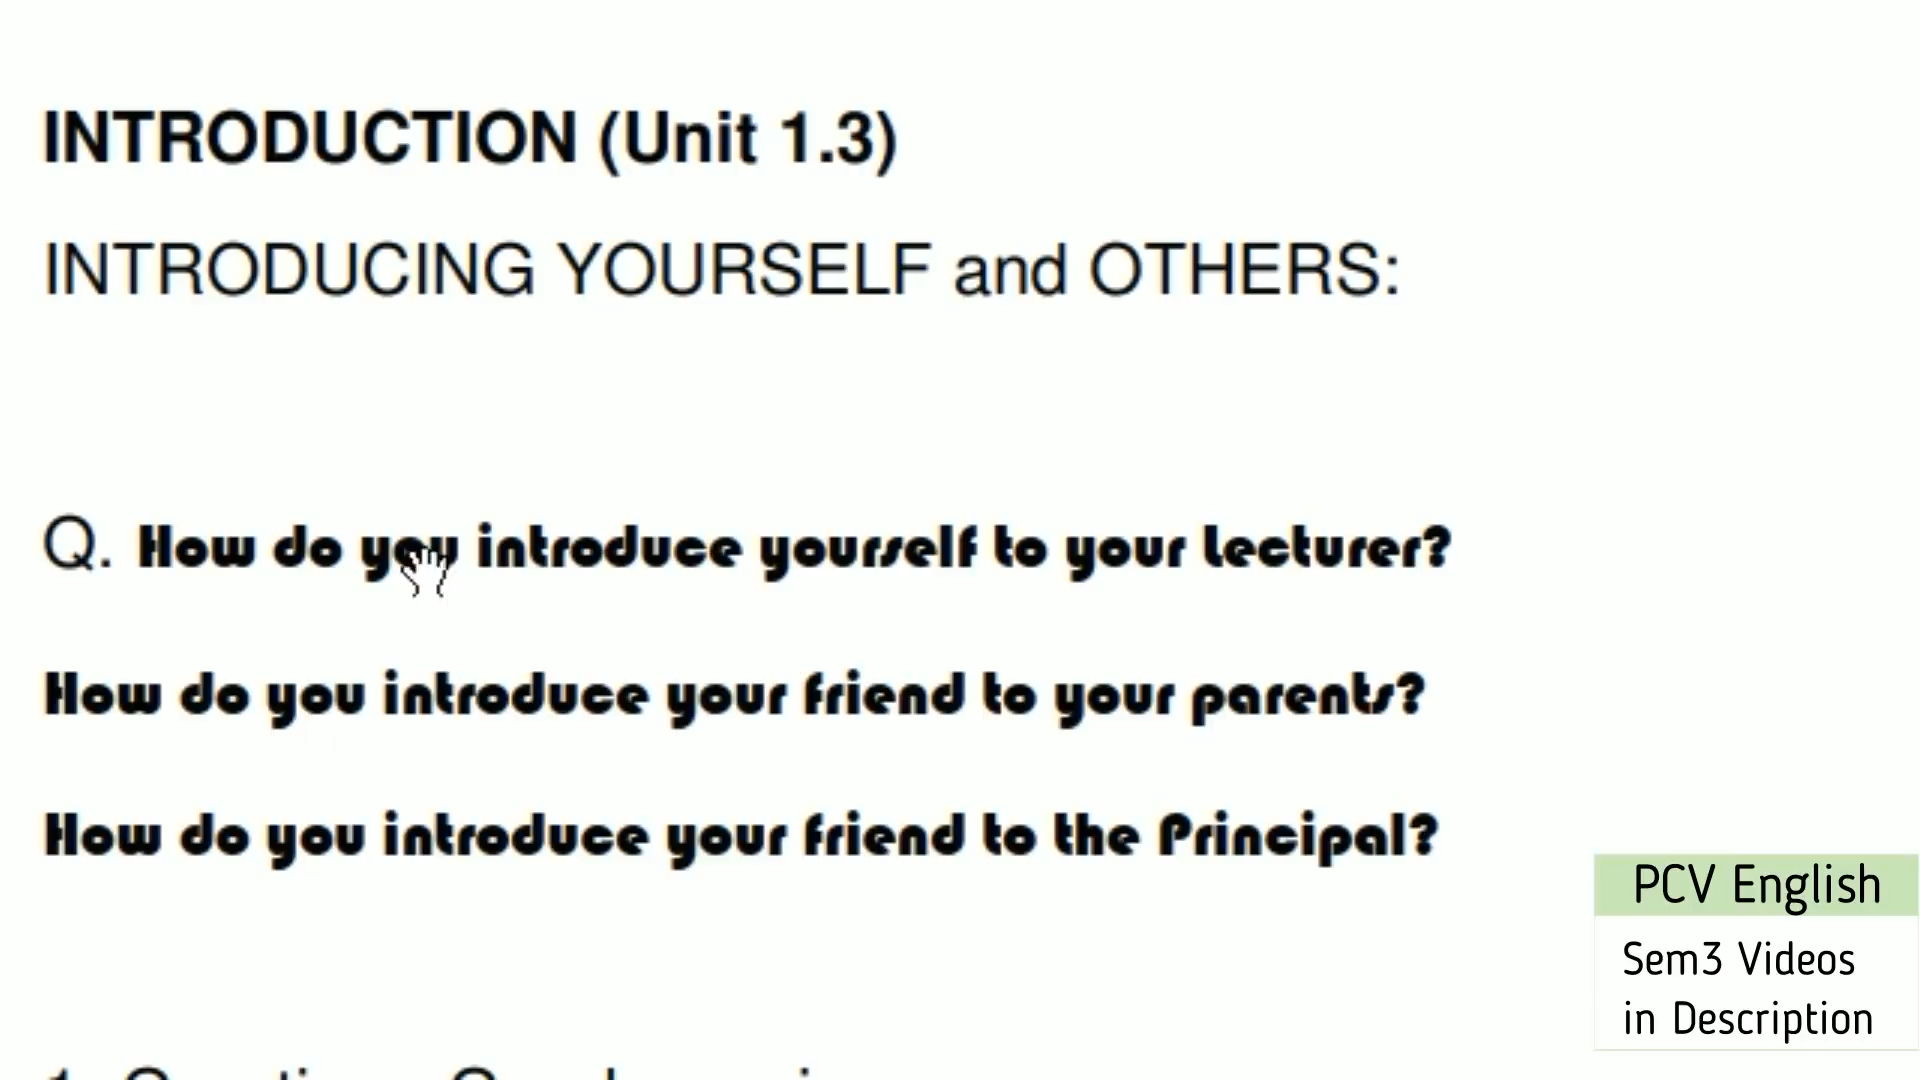 INTRODUCTION (Unit 1.3)
INTRODUCING YOURSELF and OTHERS:
Q. How do you introduce yourself to your Lecturer?
How do you introduce your friend to your parents?
How do you introduce your friend to the Principal?
PCV English
Sem3 Videos
in Description